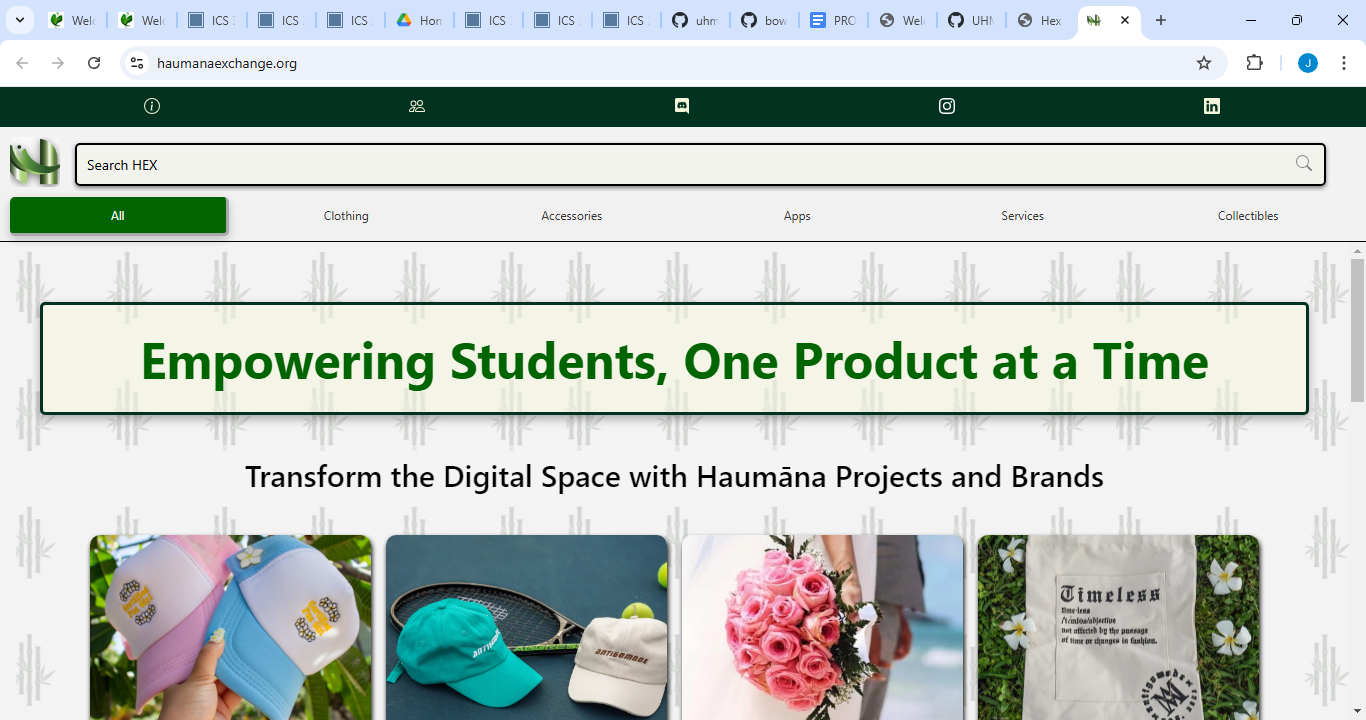 Welc
Welc
ICS
ICS
ICS
Hom
ICS
ICS
ICS
uhm
bow
PRO
Welc
UHM
Hex
haumanaexchange.org
J
Search HEX
All
Clothing
Accessories
Apps
Services
Collectibles
Empowering Students, One Product at a Time
Transform the Digital Space with Haumāna Projects and Brands
Timeless
time·less
/ˈtīmləs/adjective
not affected by the passage
of time or changes in fashion.